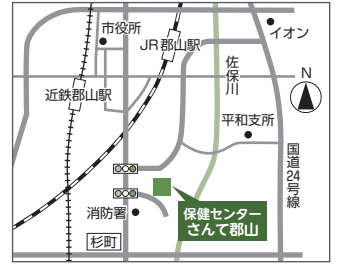 市役所
JR郡山駅
イオン
佐保川
N
近鉄郡山駅
平和支所
国道24号線
消防署
保健センター
さんて郡山
杉町